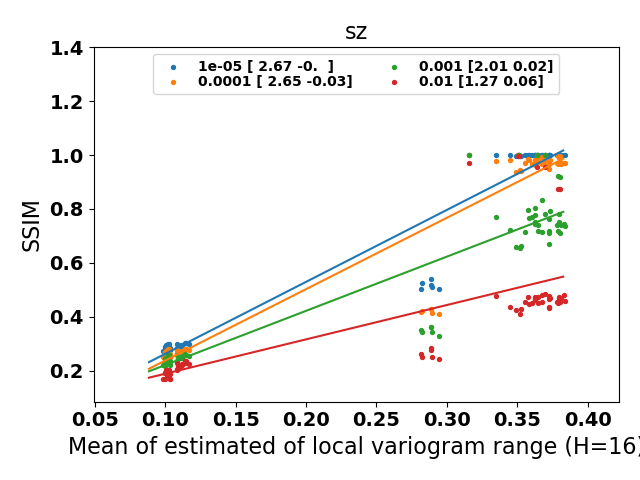 sz
1.4
1.2
1.0
0.8
0.6
0.4
0.2
SSIM
1e-05 [ 2.67 -0.  ]
0.0001 [ 2.65 -0.03]
0.001 [2.01 0.02]
0.01 [1.27 0.06]
0.05 0.10 0.15 0.20 0.25 0.30 0.35 0.40
Mean of estimated of local variogram range (H=16)